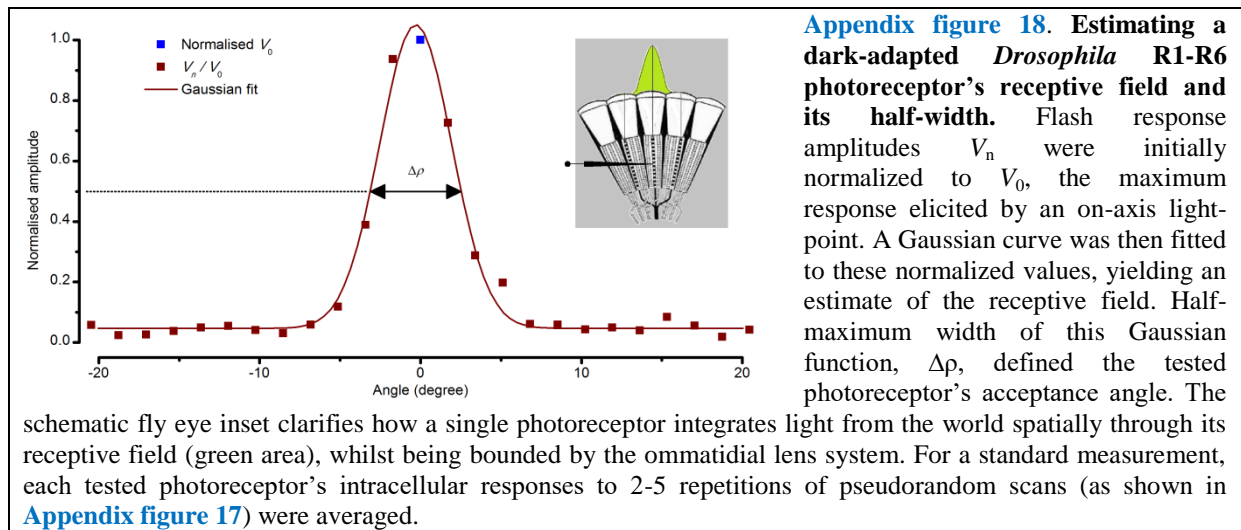 1.0
0.8
0.6
0.4
0.2
0.0
Normalised amplitude
Normalised V0
Vn / V0
Gaussian fit
Δρ
-20
-10
0
10
20
Angle (degree)
Appendix figure 18. Estimating a
dark-adapted Drosophila R1-R6
photoreceptor’s receptive field and
its half-width. Flash response
amplitudes Vn were initially
normalized to V0, the maximum
response elicited by an on-axis light-
point. A Gaussian curve was then fitted
to these normalized values, yielding an
estimate of the receptive field. Half-
maximum width of this Gaussian
function, Δρ, defined the tested
photoreceptor’s acceptance angle. The
schematic fly eye inset clarifies how a single photoreceptor integrates light from the world spatially through its
receptive field (green area), whilst being bounded by the ommatidial lens system. For a standard measurement,
each tested photoreceptor’s intracellular responses to 2-5 repetitions of pseudorandom scans (as shown in
Appendix figure 17) were averaged.